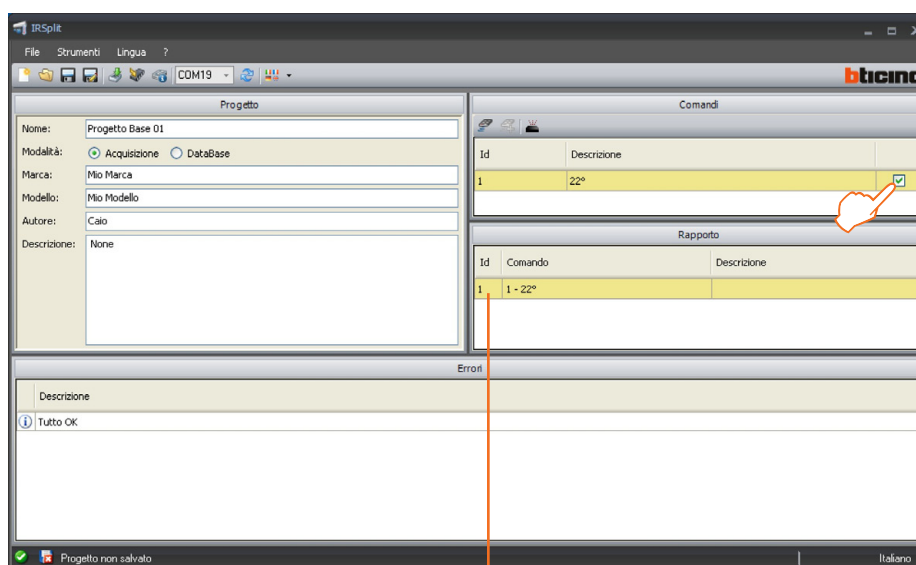 IRSplit
File Strumenti Lingua ?
COM19
bticino
Progetto
Nome: Progetto Base 01
Modalità: Acquisizione DataBase
Marca: Mio Marca
Modello: Mio Modello
Autore: Caio
Descrizione: None
Comandi
Id Descrizione
1 22°
Rapporto
Id Comando Descrizione
1 1 - 22°
Errori
Descrizione
Tutto OK
Progetto non salvato
Italiano